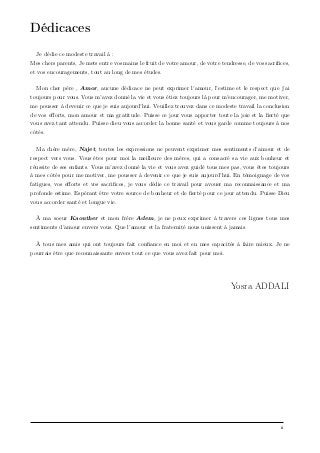 Dédicaces
Je dédie ce modeste travail à :
Mes chers parents, Je mets entre vos mains le fruit de votre amour, de votre tendresse, de vos sacrifices,
et vos encouragements, tout au long de mes études.
Mon cher père , Amor, aucune dédicace ne peut exprimer l'amour, l'estime et le respect que j'ai
toujours pour vous. Vous m'avez donné la vie et vous étiez toujours là pour m'encourager, me motiver,
me pousser à devenir ce que je suis aujourd'hui. Veuillez trouvez dans ce modeste travail la conclusion
de vos efforts, mon amour et ma gratitude. Puisse ce jour vous apporter toute la joie et la fierté que
vous avez tant attendu. Puisse dieu vous accorder la bonne santé et vous garde comme toujours à nos
côtés.
Ma chère mère, Najet, toutes les expressions ne peuvent exprimer mes sentiments d'amour et de
respect vers vous. Vous êtes pour moi la meilleure des mères, qui a consacré sa vie aux bonheur et
réussite de ses enfants. Vous m'avez donné la vie et vous avez guidé tous mes pas, vous êtes toujours
à mes côtés pour me motiver, me pousser à devenir ce que je suis aujourd'hui. En témoignage de vos
fatigues, vos efforts et vis sacrifices, je vous dédie ce travail pour avouer ma reconnaissance et ma
profonde estime. Espérant être votre source de bonheur et de fierté pour ce jour attendu. Puisse Dieu
vous accorder santé et longue vie.
À ma soeur Kaouther et mon frère Adem, je ne peux exprimer à travers ces lignes tous mes
sentiments d'amour envers vous. Que l'amour et la fraternité nous unissent à jamais.
À tous mes amis qui ont toujours fait confiance en moi et en mes capacités à faire mieux. Je ne
pourrais être que reconnaissante envers tout ce que vous avez fait pour moi.
Yosra ADDALI